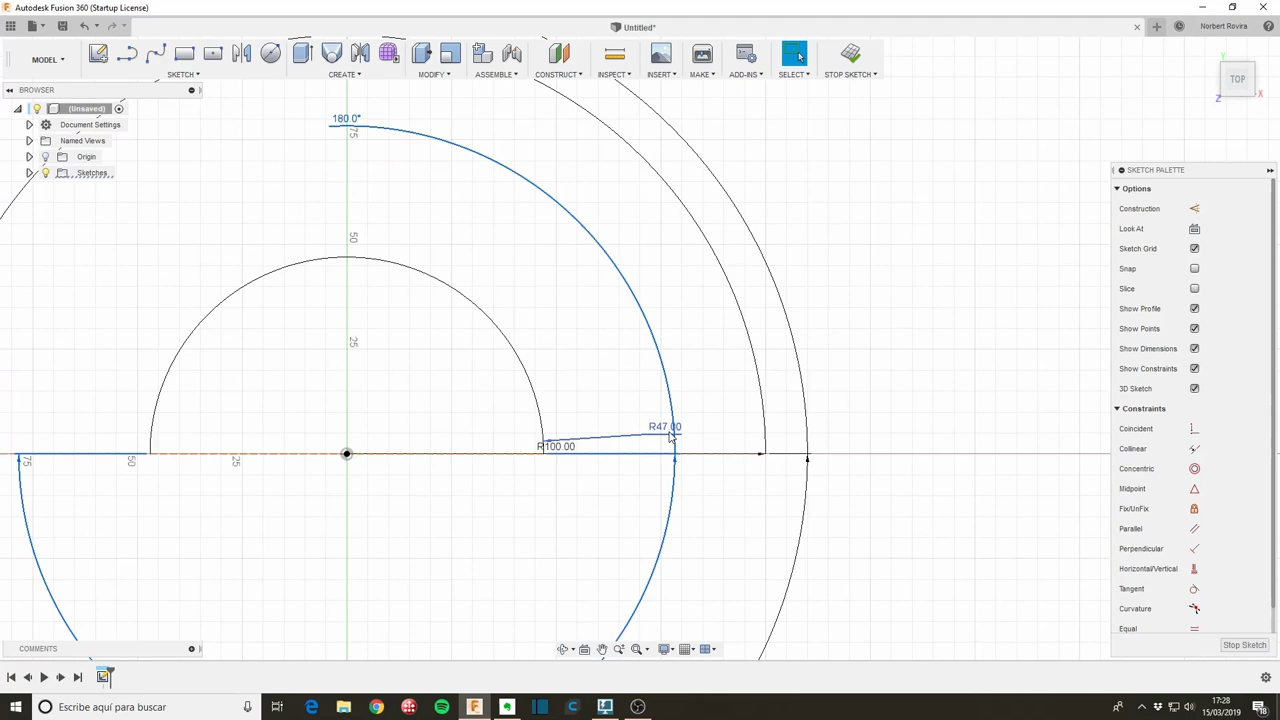 Autodesk Fusion 360 (Startup License)
Untitled*
Norbert Rovira
MODEL
SKETCH
CREATE
MODIFY
ASSEMBLE
CONSTRUCT
INSPECT
INSERT
MAKE
ADD-INS
SELECT
STOP SKETCH
BROWSER
(Unsaved)
Document Settings
Named Views
Origin
Sketches
TOP
Y
Z
X
180.0°
75
50
25
R47.00
R100.00
75
50
25
SKETCH PALETTE
Options
Construction
Look At
Sketch Grid
Snap
Slice
Show Profile
Show Points
Show Dimensions
Show Constraints
3D Sketch
Constraints
Coincident
Collinear
Concentric
Midpoint
Fix/UnFix
Parallel
Perpendicular
Horizontal/Vertical
Tangent
Curvature
Equal
Stop Sketch
COMMENTS
Escribe aquí para buscar
17:28
15/03/2019
18